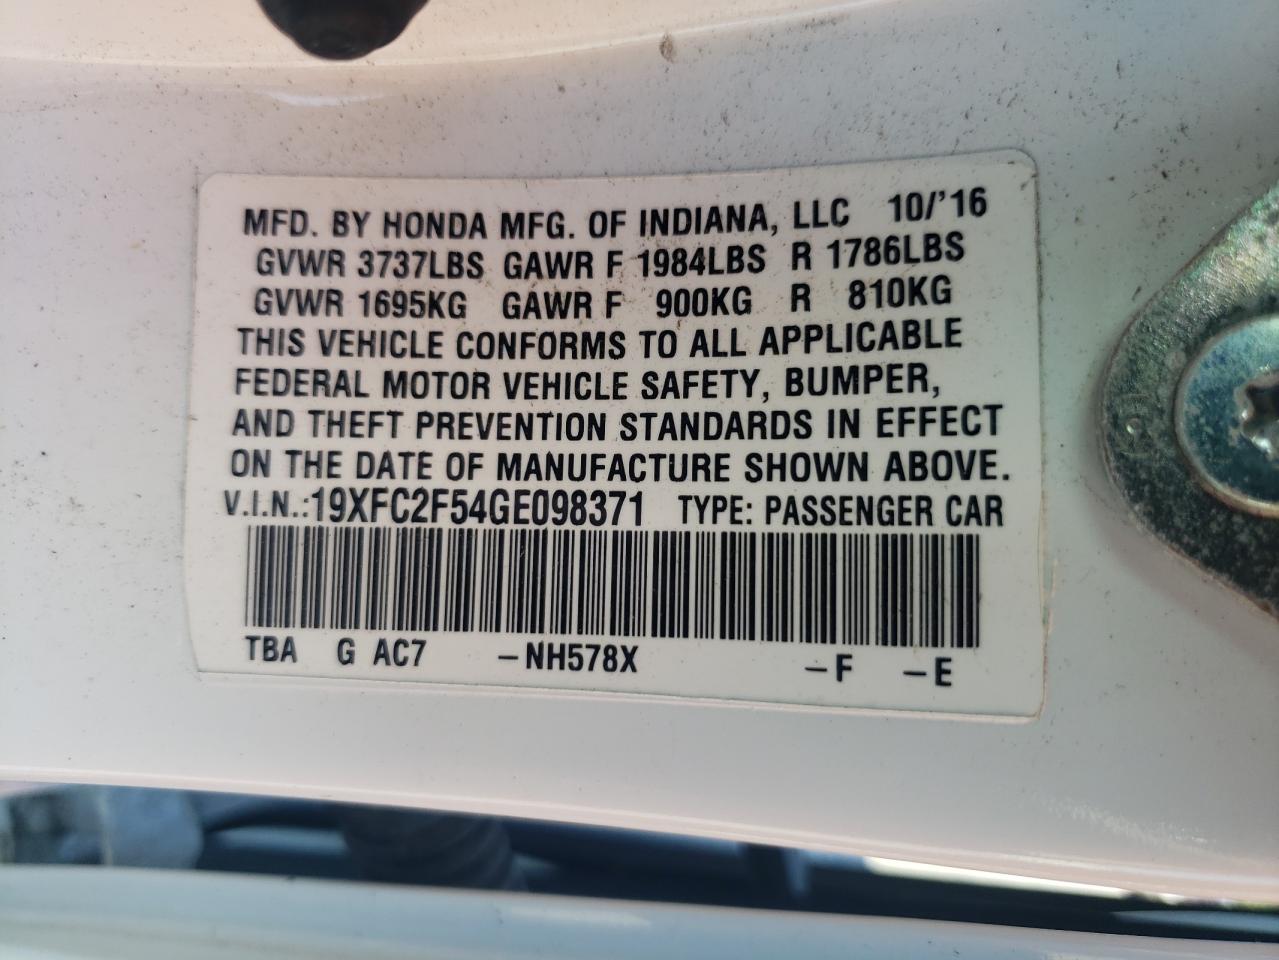 MFD. BY HONDA MFG. OF INDIANA, LLC 10/'16
GVWR 3737LBS GAWR F 1984LBS R 1786LBS
GVWR 1695KG GAWR F 900KG R 810KG
THIS VEHICLE CONFORMS TO ALL APPLICABLE
FEDERAL MOTOR VEHICLE SAFETY, BUMPER,
AND THEFT PREVENTION STANDARDS IN EFFECT
ON THE DATE OF MANUFACTURE SHOWN ABOVE.
V.I.N.:19XFC2F54GE098371 TYPE: PASSENGER CAR
TBA G AC7 –NH578X –F –E